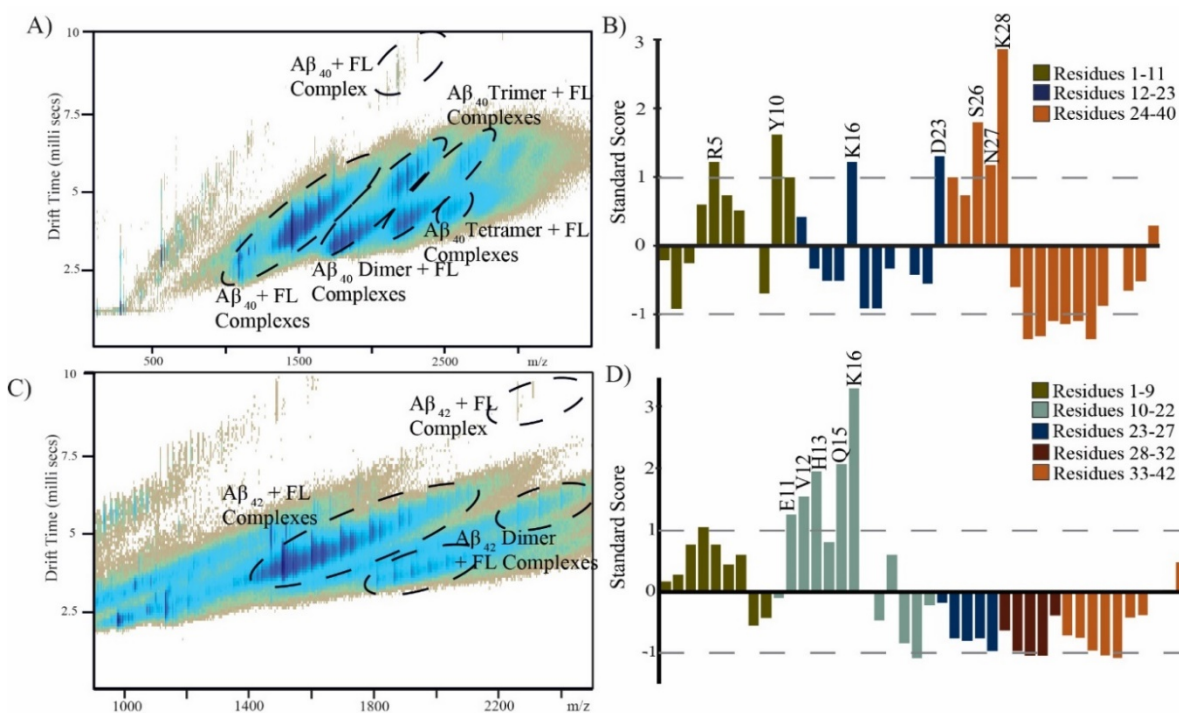 A)
Drift Time (milli secs)
10
7.5
5
2.5
500
1500
2500
m/z
Aβ40 + FL
Complex
Aβ40 Trimer + FL
Complexes
Aβ40 Tetramer + FL
Complexes
Aβ40 Dimer + FL
Complexes
Aβ40 + FL
Complexes
B)
Standard Score
3
2
1
0
-1
R5
Y10
K16
D23
S26
N27
K28
Residues 1-11
Residues 12-23
Residues 24-40
C)
Drift Time (milli secs)
10
7.5
5
2.5
1000
1400
1800
2200
m/z
Aβ42 + FL
Complex
Aβ42 + FL
Complexes
Aβ42 Dimer
+ FL Complexes
D)
Standard Score
3
2
1
0
-1
E11
V12
H13
Q15
K16
Residues 1-9
Residues 10-22
Residues 23-27
Residues 28-32
Residues 33-42